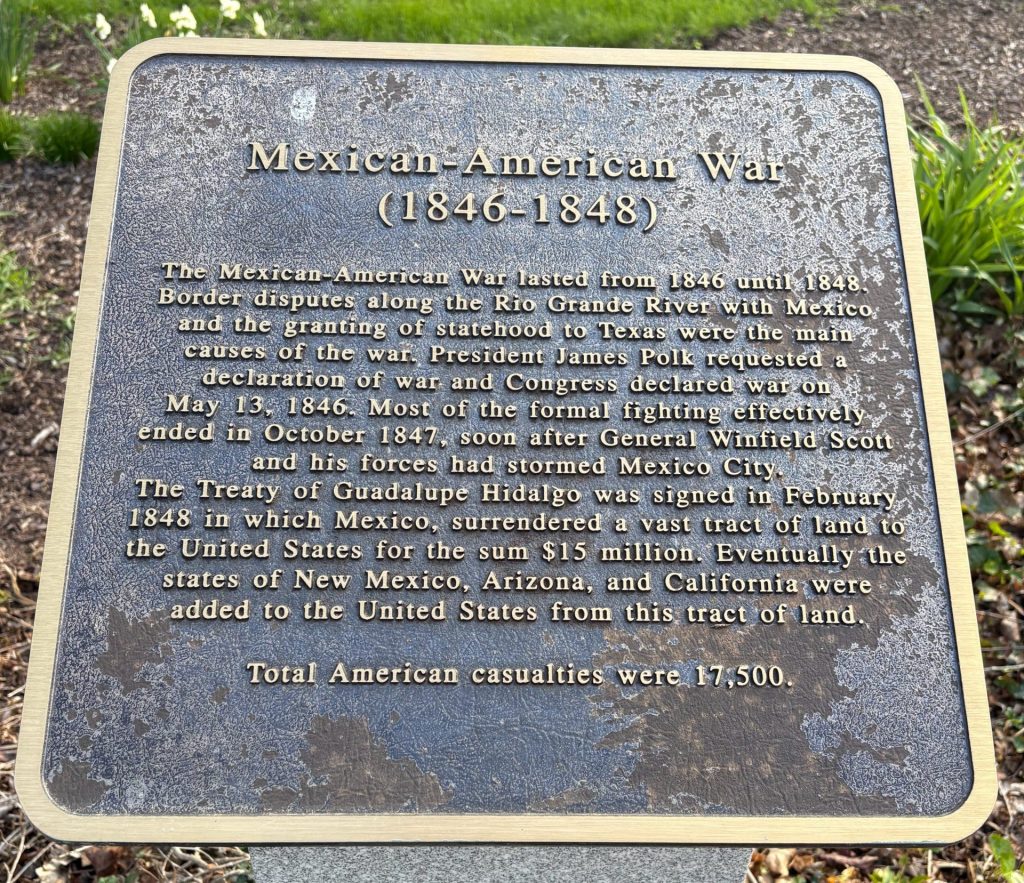 Mexican-American War
(1846-1848)
The Mexican-American War lasted from 1846 until 1848.
Border disputes along the Rio Grande River with Mexico
and the granting of statehood to Texas were the main
causes of the war. President James Polk requested a
declaration of war and Congress declared war on
May 13, 1846. Most of the formal fighting effectively
ended in October 1847, soon after General Winfield Scott
and his forces had stormed Mexico City.
The Treaty of Guadalupe Hidalgo was signed in February
1848 in which Mexico, surrendered a vast tract of land to
the United States for the sum $15 million. Eventually the
states of New Mexico, Arizona, and California were
added to the United States from this tract of land.
Total American casualties were 17,500.